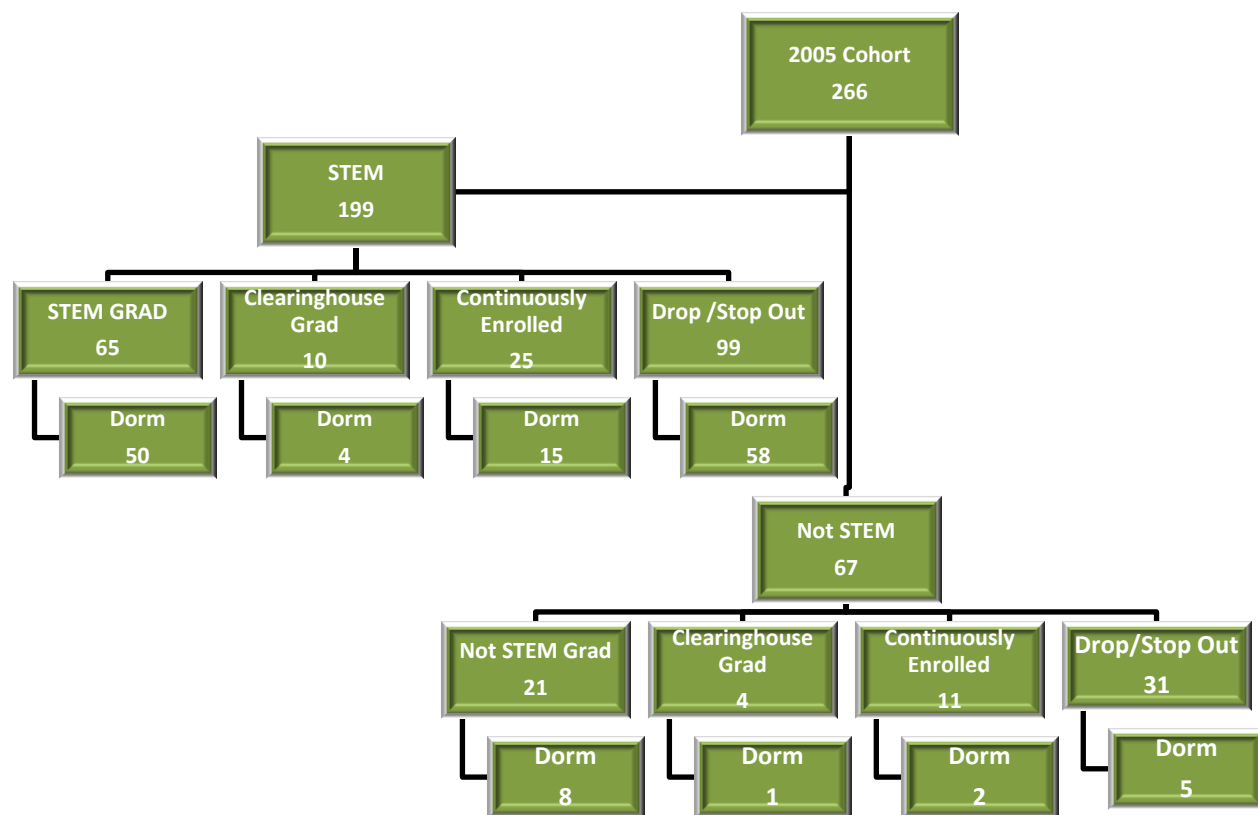 2005 Cohort
266
STEM
199
STEM GRAD
65
Clearinghouse
Grad
10
Continuously
Enrolled
25
Drop /Stop Out
99
Dorm
50
Dorm
4
Dorm
15
Dorm
58
Not STEM
67
Not STEM Grad
21
Clearinghouse
Grad
4
Continuously
Enrolled
11
Drop/Stop Out
31
Dorm
8
Dorm
1
Dorm
2
Dorm
5